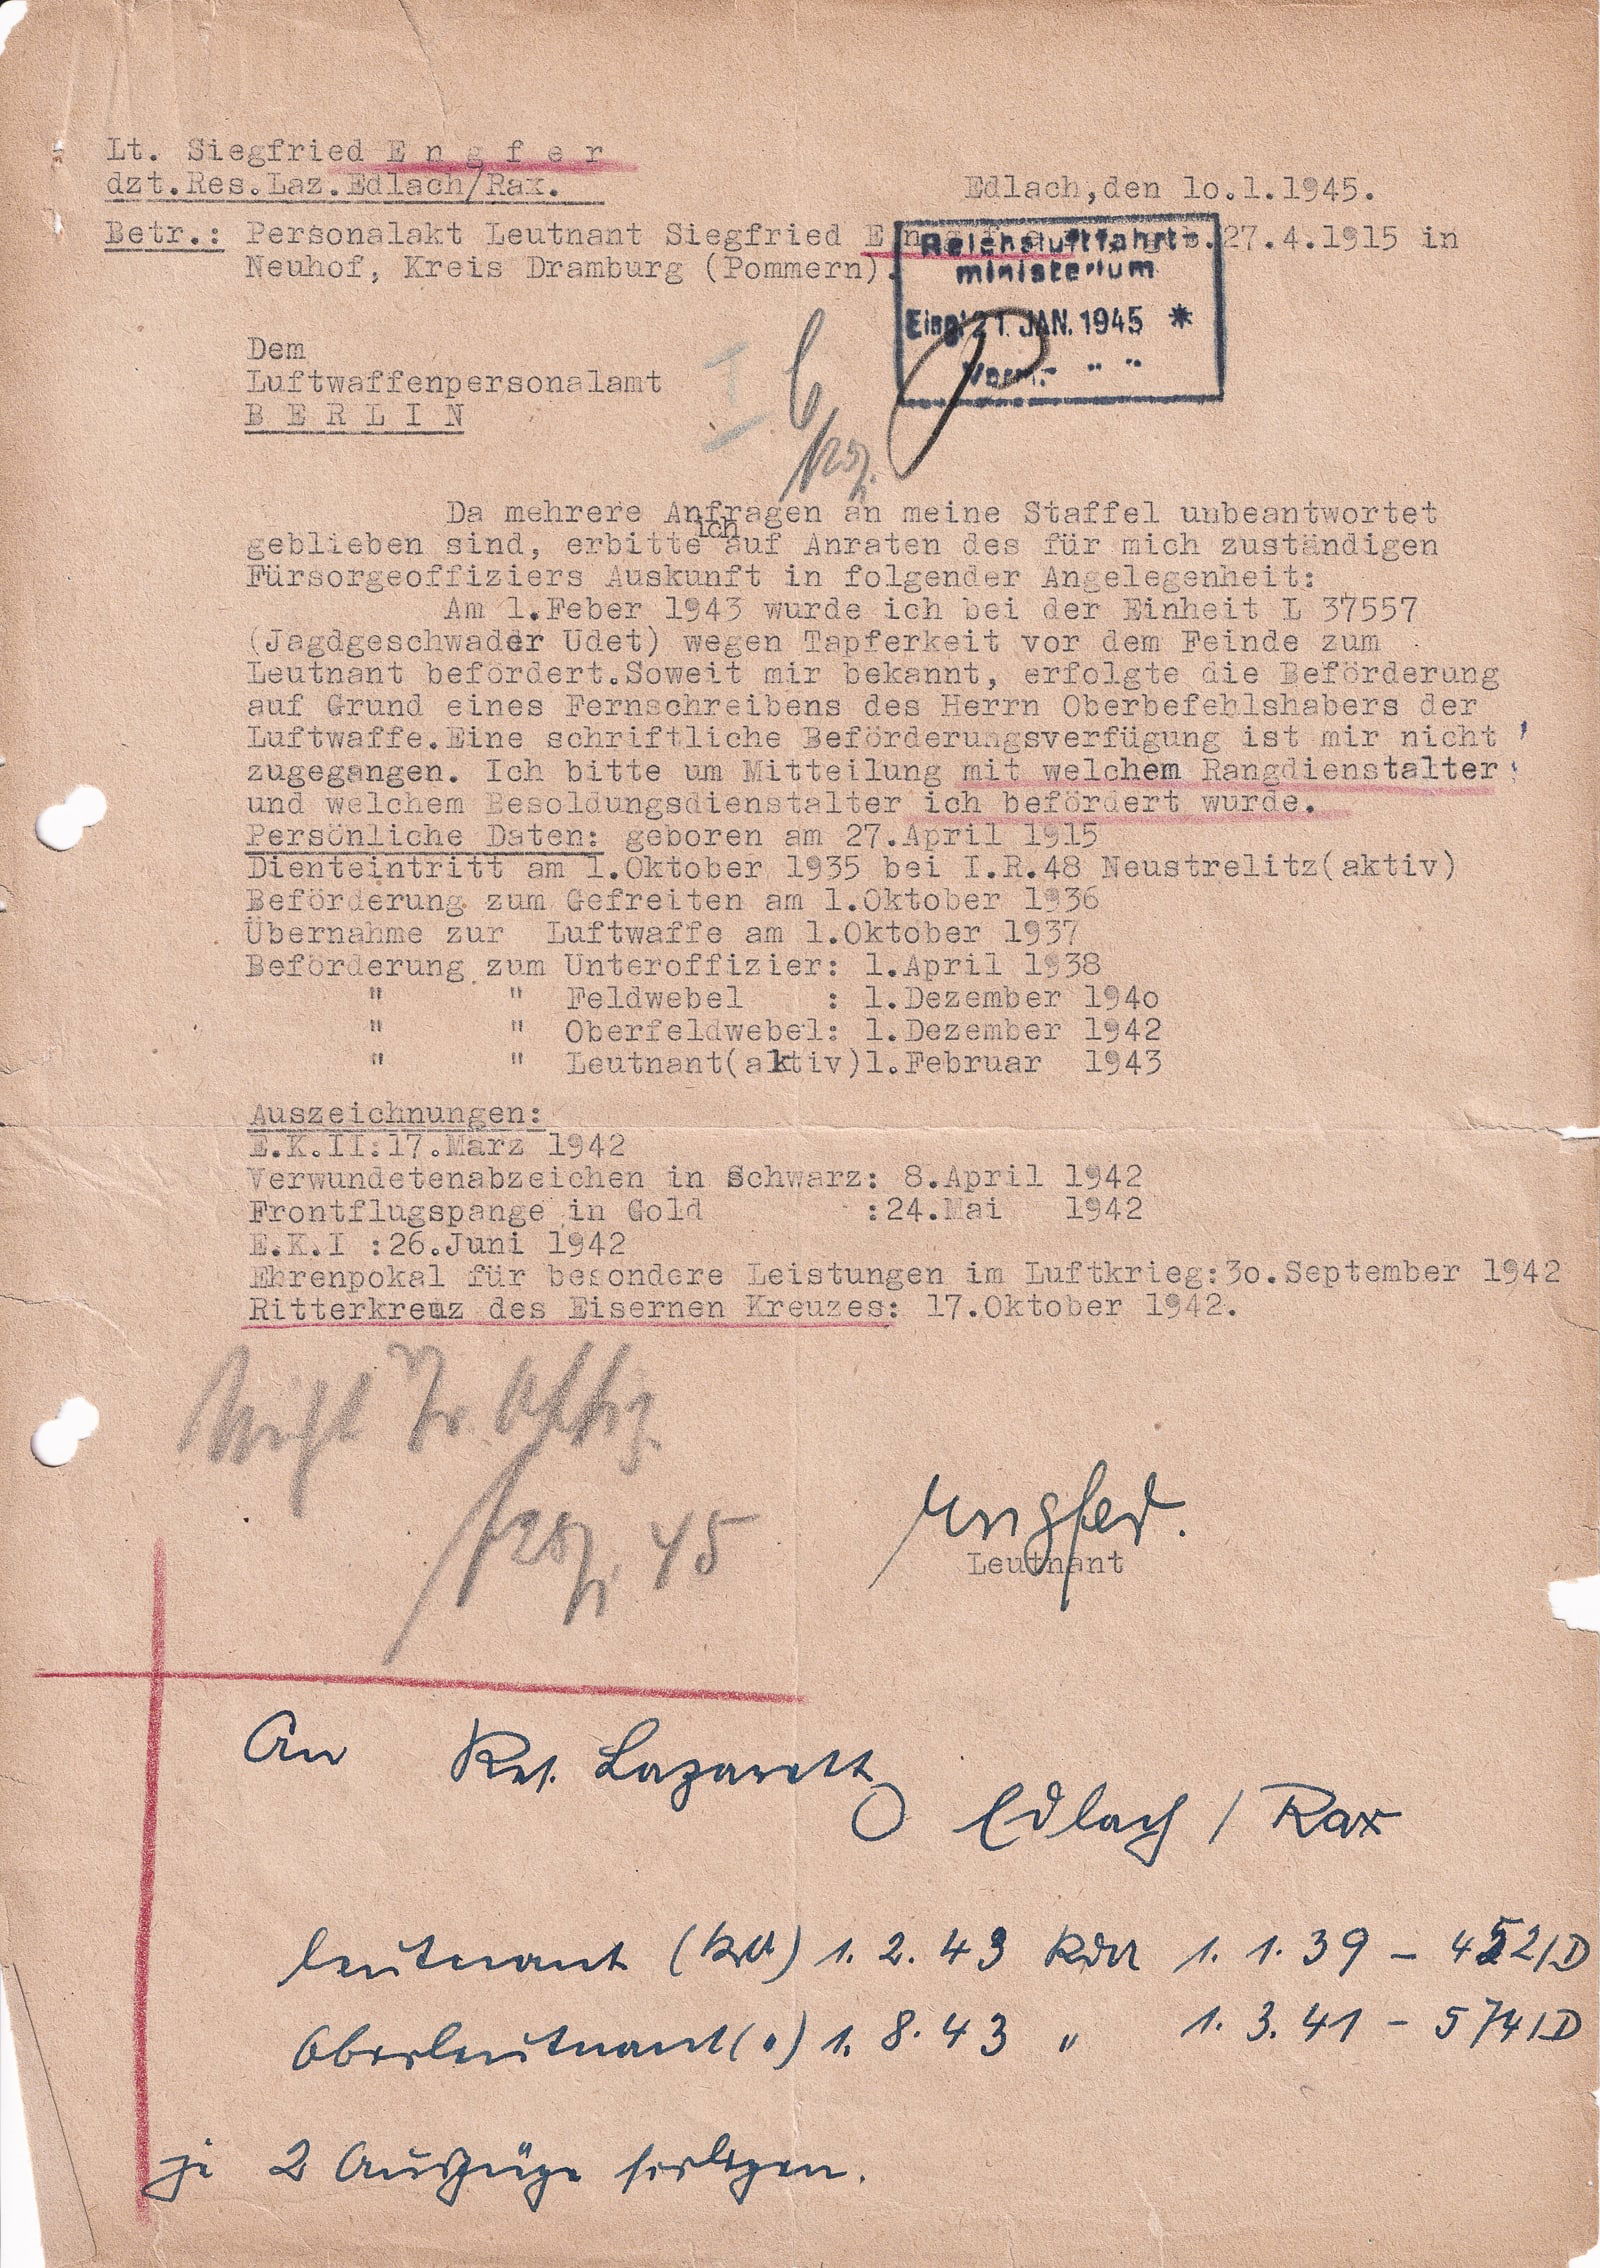 Lt. Siegfried E n g f e r
dzt.Res.Laz.Edlach/Rax.
Edlach,den 10.1.1945.
Betr.: Personalakt Leutnant Siegfried E n g f e r, geb.27.4.1915 in
Neuhof, Kreis Dramburg (Pommern).
Reichsluftfahrt-
ministerium
Eing. 21. JAN. 1945 *
Vorm.-
Dem
Luftwaffenpersonalamt
B E R L I N
I b
Da mehrere Anfragen an meine Staffel unbeantwortet
geblieben sind, erbitte ich auf Anraten des für mich zuständigen
Fürsorgeoffiziers Auskunft in folgender Angelegenheit:
Am 1.Feber 1943 wurde ich bei der Einheit L 37557
(Jagdgeschwader Udet) wegen Tapferkeit vor dem Feinde zum
Leutnant befördert.Soweit mir bekannt, erfolgte die Beförderung
auf Grund eines Fernschreibens des Herrn Oberbefehlshabers der
Luftwaffe.Eine schriftliche Beförderungsverfügung ist mir nicht
zugegangen. Ich bitte um Mitteilung mit welchem Rangdienstalter
und welchem Besoldungsdienstalter ich befördert wurde.
Persönliche Daten: geboren am 27.April 1915
Dienteintritt am 1.Oktober 1935 bei I.R.48 Neustrelitz(aktiv)
Beförderung zum Gefreiten am 1.Oktober 1936
Übernahme zur Luftwaffe am 1.Oktober 1937
Beförderung zum Unteroffizier: 1.April 1938
" " Feldwebel : 1.Dezember 194o
" " Oberfeldwebel: 1.Dezember 1942
" " Leutnant(aktiv)1.Februar 1943
Auszeichnungen:
E.K.II:17.März 1942
Verwundetenabzeichen in Schwarz: 8.April 1942
Frontflugspange in Gold :24.Mai 1942
E.K.I :26.Juni 1942
Ehrenpokal für besondere Leistungen im Luftkrieg:3o.September 1942
Ritterkreuz des Eisernen Kreuzes: 17.Oktober 1942.
45
Engfer.
Leutnant
An Res. Lazarett
Edlach / Rax
Leutnant 1. 2. 43 RDA 1. 1. 39 - 452/D
Oberleutnant (") 1. 8. 43 " 1. 3. 41 - 574/D
je 2 Auszüge fertigen.